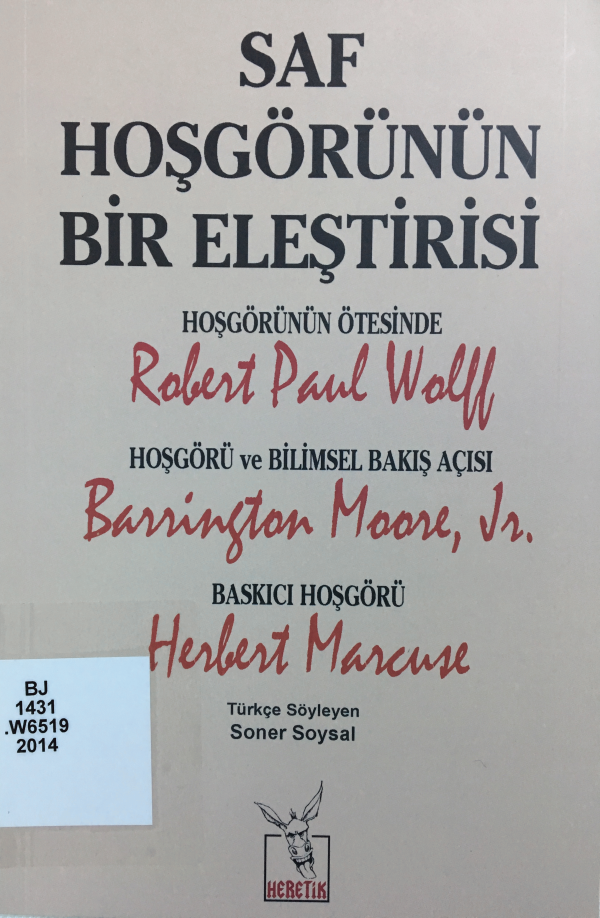 SAF
HOŞGÖRÜNÜN
BİR ELEŞTİRİSİ
HOŞGÖRÜNÜN ÖTESİNDE
Robert Paul Wolff
HOŞGÖRÜ ve BİLİMSEL BAKIŞ AÇISI
Barrington Moore, Jr.
BASKICI HOŞGÖRÜ
Herbert Marcuse
Türkçe Söyleyen
Soner Soysal
BJ
1431
.W6519
2014
HERETİK